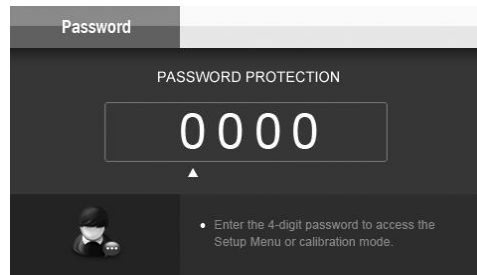 Password
PASSWORD PROTECTION
0000
Enter the 4-digit password to access the
Setup Menu or calibration mode.